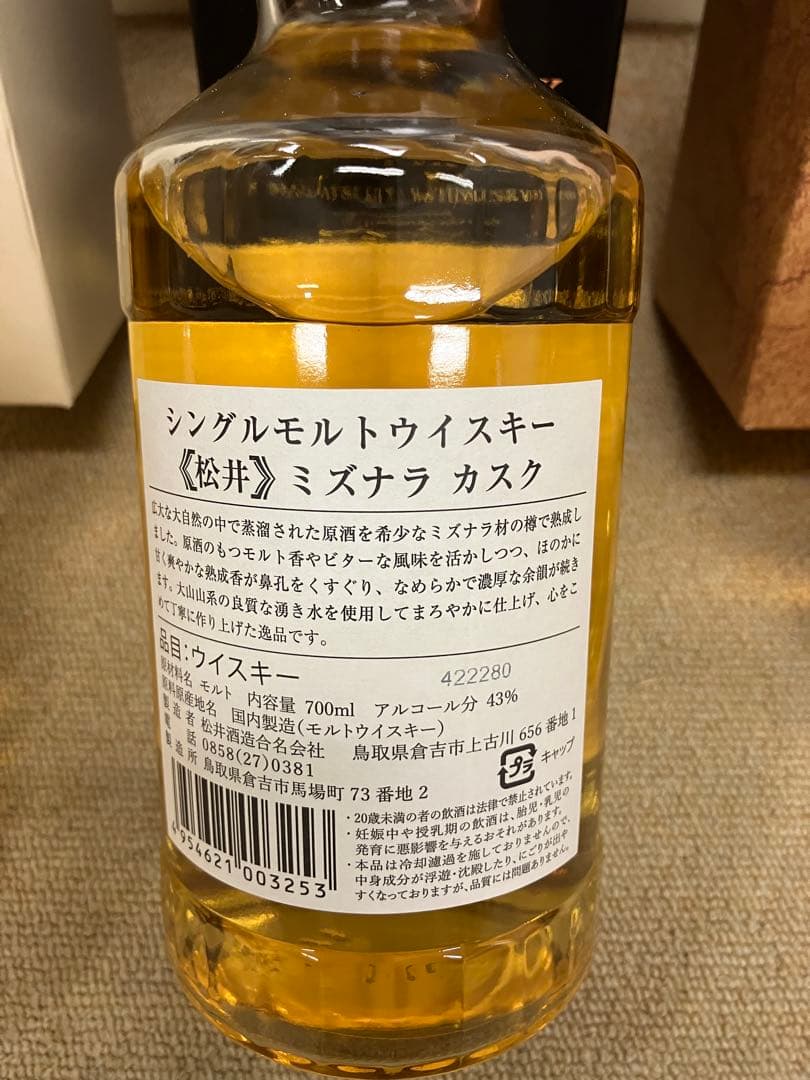 シングルモルトウイスキー
《松井》ミズナラ カスク
広大な大自然の中で蒸溜された原酒を希少なミズナラ材の樽で熟成し
ました。原酒のもつモルト香やビターな風味を活かしつつ、ほのかに
甘く爽やかな熟成香が鼻孔をくすぐり、なめらかで濃厚な余韻が続き
ます。大山山系の良質な湧き水を使用してまろやかに仕上げ、心をこ
めて丁寧に作り上げた逸品です。
品目:ウイスキー
422280
原材料名 モルト 内容量 700ml アルコール分 43%
原料原産地名 国内製造(モルトウイスキー)
製造者 松井酒造合名会社 鳥取県倉吉市上古川656番地1
電話 0858(27)0381
製造所 鳥取県倉吉市馬場町73番地2
プラ キャップ
4 954621 003253
・20歳未満の者の飲酒は法律で禁止されています。
・妊娠中や授乳期の飲酒は、胎児・乳児の
発育に悪影響を与えるおそれがあります。
・本品は冷却濾過を施しておりませんので、
中身成分が浮遊・沈殿したり、にごりが出や
すくなっておりますが、品質には問題ありません。